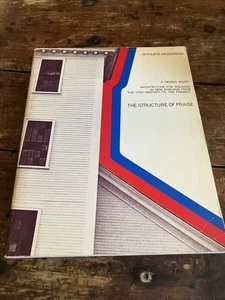 ARTHUR B. MAZMANIAN
A DESIGN STUDY
ARCHITECTURE FOR RELIGION
IN NEW ENGLAND FROM
THE 17TH CENTURY TO THE PRESENT
THE STRUCTURE OF PRAISE